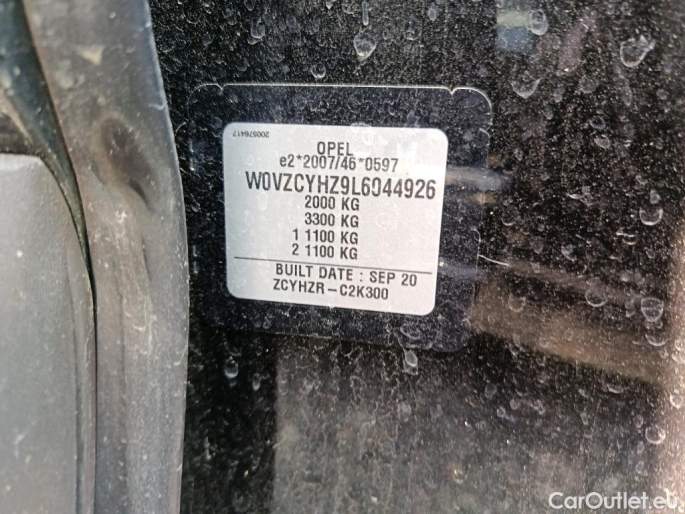 200576417
OPEL
e2*2007/46*0597
W0VZCYHZ9L6044926
2000 KG
3300 KG
1 1100 KG
2 1100 KG
BUILT DATE : SEP 20
ZCYHZR-C2K300
CarOutlet.eu